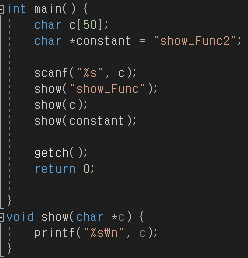 int main() {
char c[50];
char *constant = "show_Func2";
scanf("%s", c);
show("show_Func");
show(c);
show(constant);
getch();
return 0;
}
void show(char *c) {
printf("%s₩n", c);
}